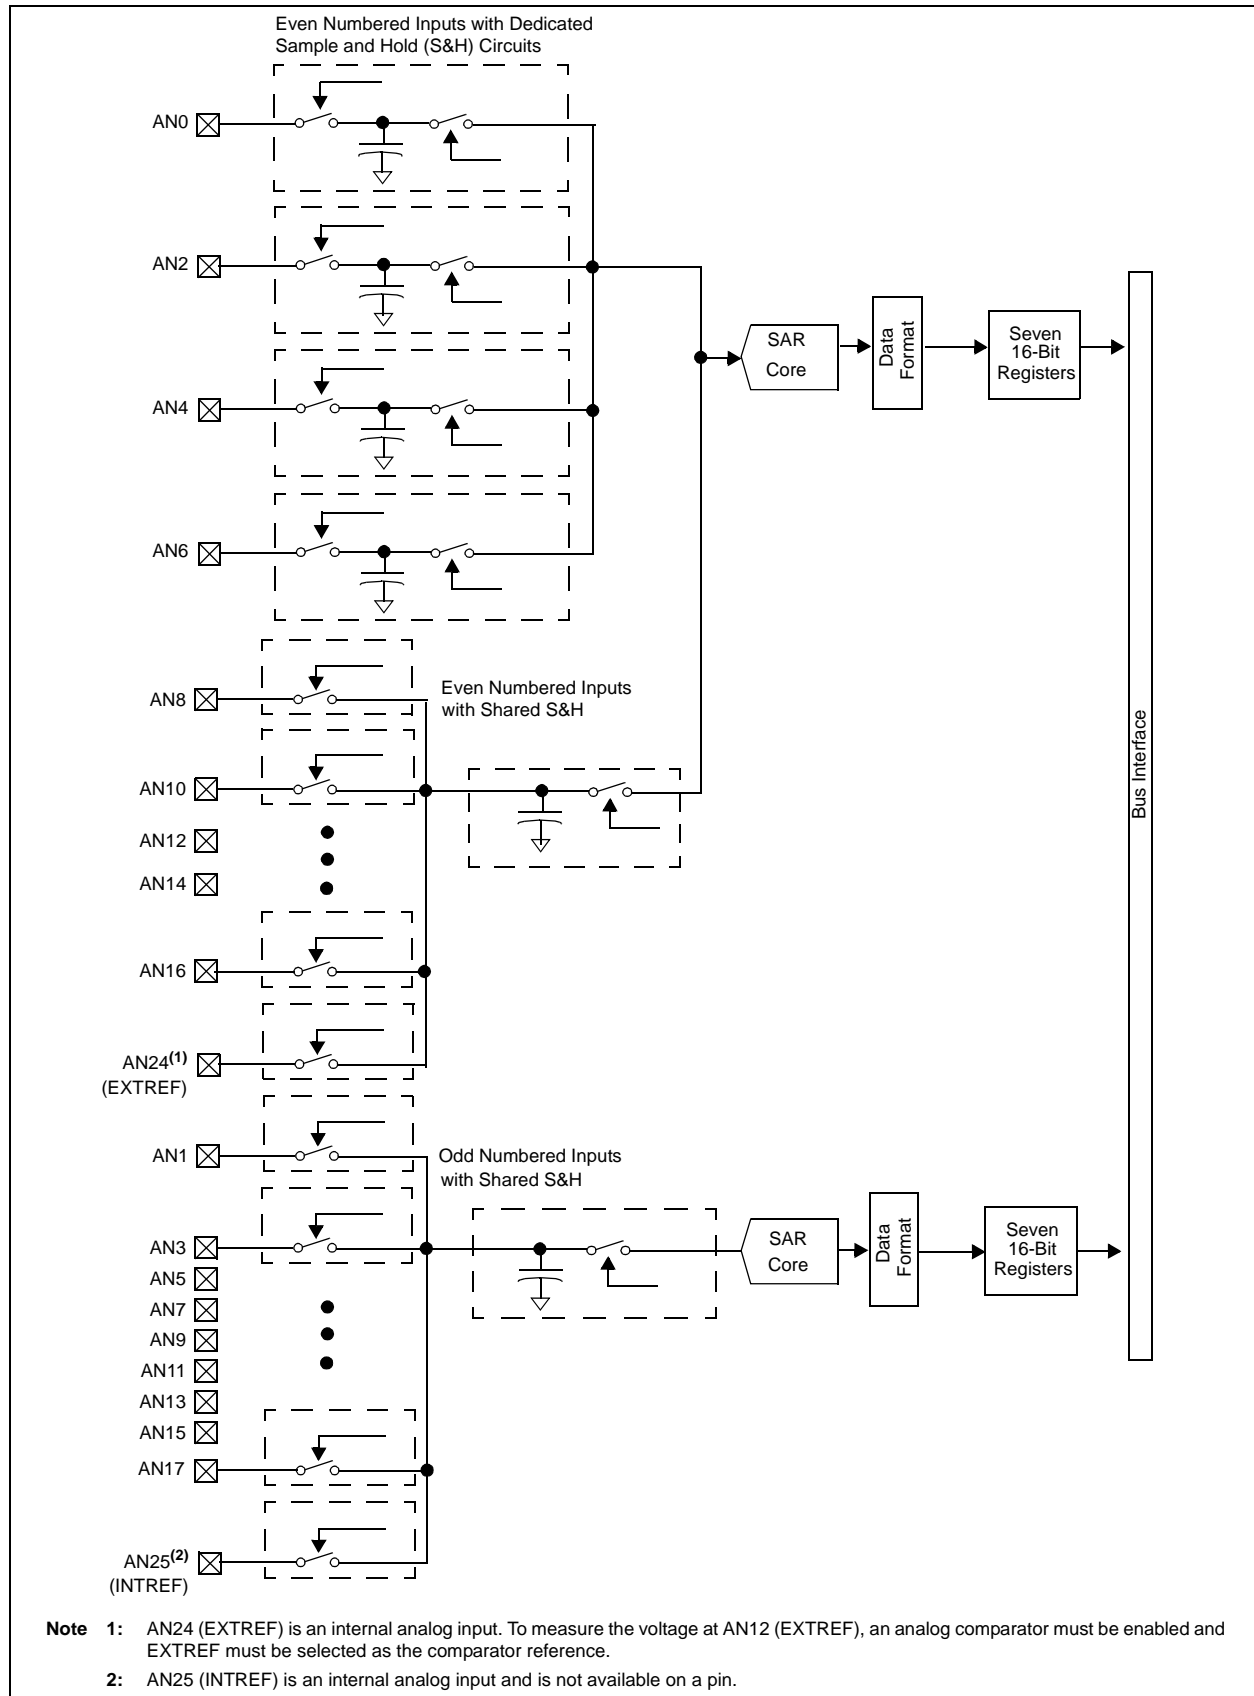 Even Numbered Inputs with Dedicated
Sample and Hold (S&H) Circuits
AN0
AN2
SAR
Core
Data
Format
Seven
16-Bit
Registers
AN4
AN6
AN8
Even Numbered Inputs
with Shared S&H
Bus Interface
AN10
AN12
AN14
AN16
AN24(1)
(EXTREF)
AN1
Odd Numbered Inputs
with Shared S&H
AN3
SAR
Core
Data
Format
Seven
16-Bit
Registers
AN5
AN7
AN9
AN11
AN13
AN15
AN17
AN25(2)
(INTREF)
Note 1: AN24 (EXTREF) is an internal analog input. To measure the voltage at AN12 (EXTREF), an analog comparator must be enabled and
EXTREF must be selected as the comparator reference.
2: AN25 (INTREF) is an internal analog input and is not available on a pin.